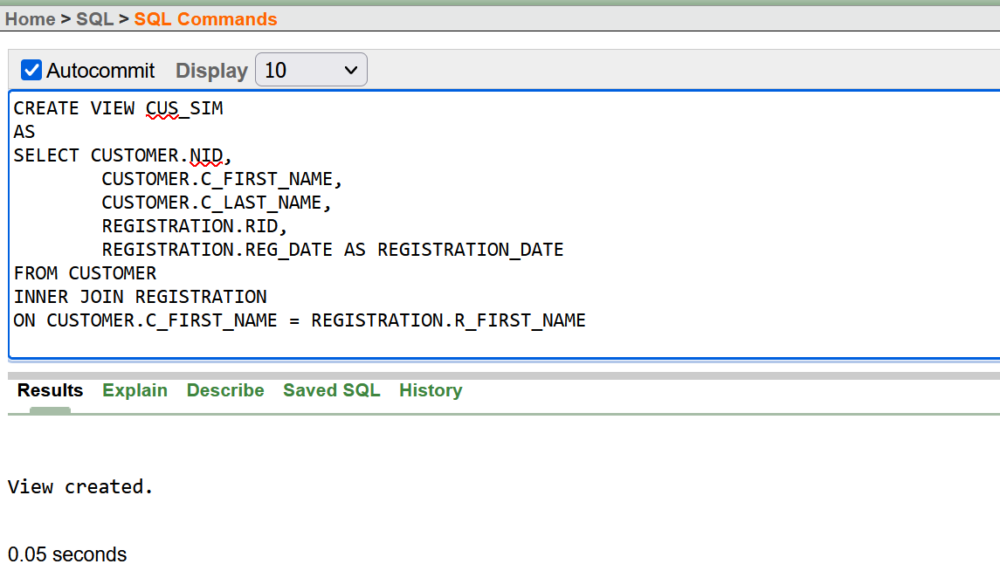 Home > SQL > SQL Commands
Autocommit Display 10
CREATE VIEW CUS_SIM
AS
SELECT CUSTOMER.NID,
CUSTOMER.C_FIRST_NAME,
CUSTOMER.C_LAST_NAME,
REGISTRATION.RID,
REGISTRATION.REG_DATE AS REGISTRATION_DATE
FROM CUSTOMER
INNER JOIN REGISTRATION
ON CUSTOMER.C_FIRST_NAME = REGISTRATION.R_FIRST_NAME
Results Explain Describe Saved SQL History
View created.
0.05 seconds